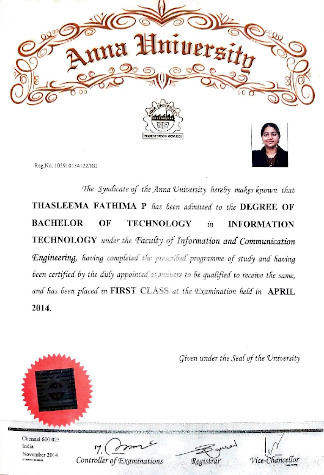 Anna University
The Syndicate of the Anna University hereby makes known that
THASLEEMA FATHIMA P has been admitted to the DEGREE OF
BACHELOR OF TECHNOLOGY in INFORMATION
TECHNOLOGY under the Faculty of Information and Communication
Engineering, having completed the prescribed programme of study and having
been certified by the duly appointed examiners to be qualified to receive the same,
and has been placed in FIRST CLASS at the Examination held in APRIL
2014.
Given under the Seal of the University
Chennai 600 025
India
November 2014
Controller of Examinations
Registrar
Vice-Chancellor